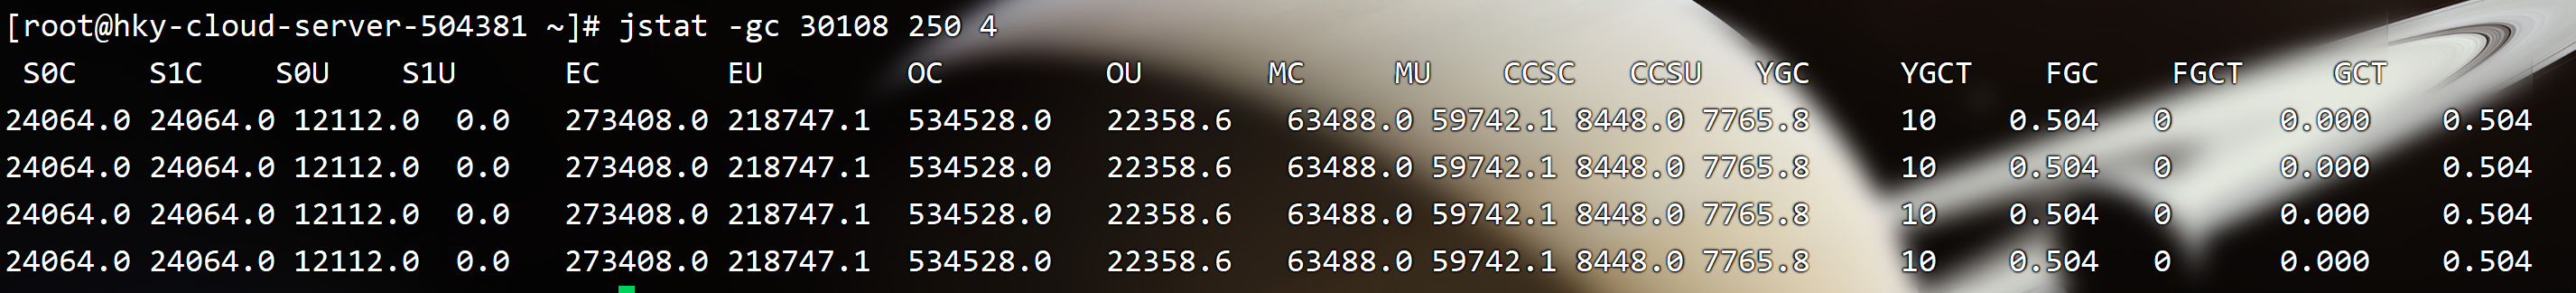 [root@hky-cloud-server-504381 ~]# jstat -gc 30108 250 4
S0C S1C S0U S1U EC EU OC OU MC MU CCSC CCSU YGC YGCT FGC FGCT GCT
24064.0 24064.0 12112.0 0.0 273408.0 218747.1 534528.0 22358.6 63488.0 59742.1 8448.0 7765.8 10 0.504 0 0.000 0.504
24064.0 24064.0 12112.0 0.0 273408.0 218747.1 534528.0 22358.6 63488.0 59742.1 8448.0 7765.8 10 0.504 0 0.000 0.504
24064.0 24064.0 12112.0 0.0 273408.0 218747.1 534528.0 22358.6 63488.0 59742.1 8448.0 7765.8 10 0.504 0 0.000 0.504
24064.0 24064.0 12112.0 0.0 273408.0 218747.1 534528.0 22358.6 63488.0 59742.1 8448.0 7765.8 10 0.504 0 0.000 0.504